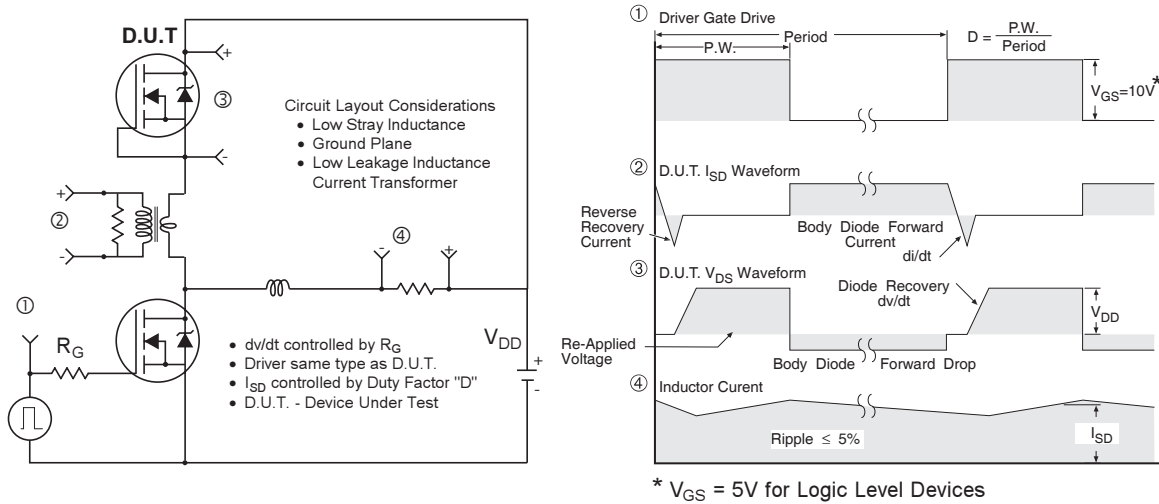 D.U.T
+
③
-
Circuit Layout Considerations
• Low Stray Inductance
• Ground Plane
• Low Leakage Inductance
Current Transformer
+
②
-
④
-
+
①
R_G
• dv/dt controlled by R_G
• Driver same type as D.U.T.
• I_SD controlled by Duty Factor "D"
• D.U.T. - Device Under Test
V_DD
+
-
① Driver Gate Drive
P.W.
Period
D = P.W. / Period
V_GS=10V*
② D.U.T. I_SD Waveform
Reverse
Recovery
Current
Body Diode Forward
Current
di/dt
③ D.U.T. V_DS Waveform
Diode Recovery
dv/dt
V_DD
Re-Applied
Voltage
Body Diode Forward Drop
④ Inductor Curent
Ripple ≤ 5%
I_SD
* V_GS = 5V for Logic Level Devices